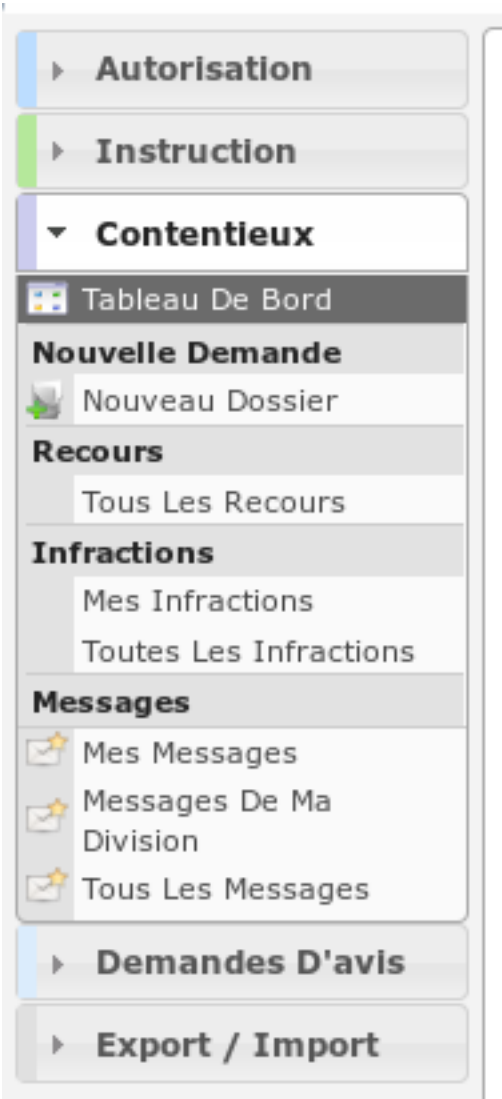 Autorisation
Instruction
Contentieux
Tableau De Bord
Nouvelle Demande
Nouveau Dossier
Recours
Tous Les Recours
Infractions
Mes Infractions
Toutes Les Infractions
Messages
Mes Messages
Messages De Ma
Division
Tous Les Messages
Demandes D'avis
Export / Import